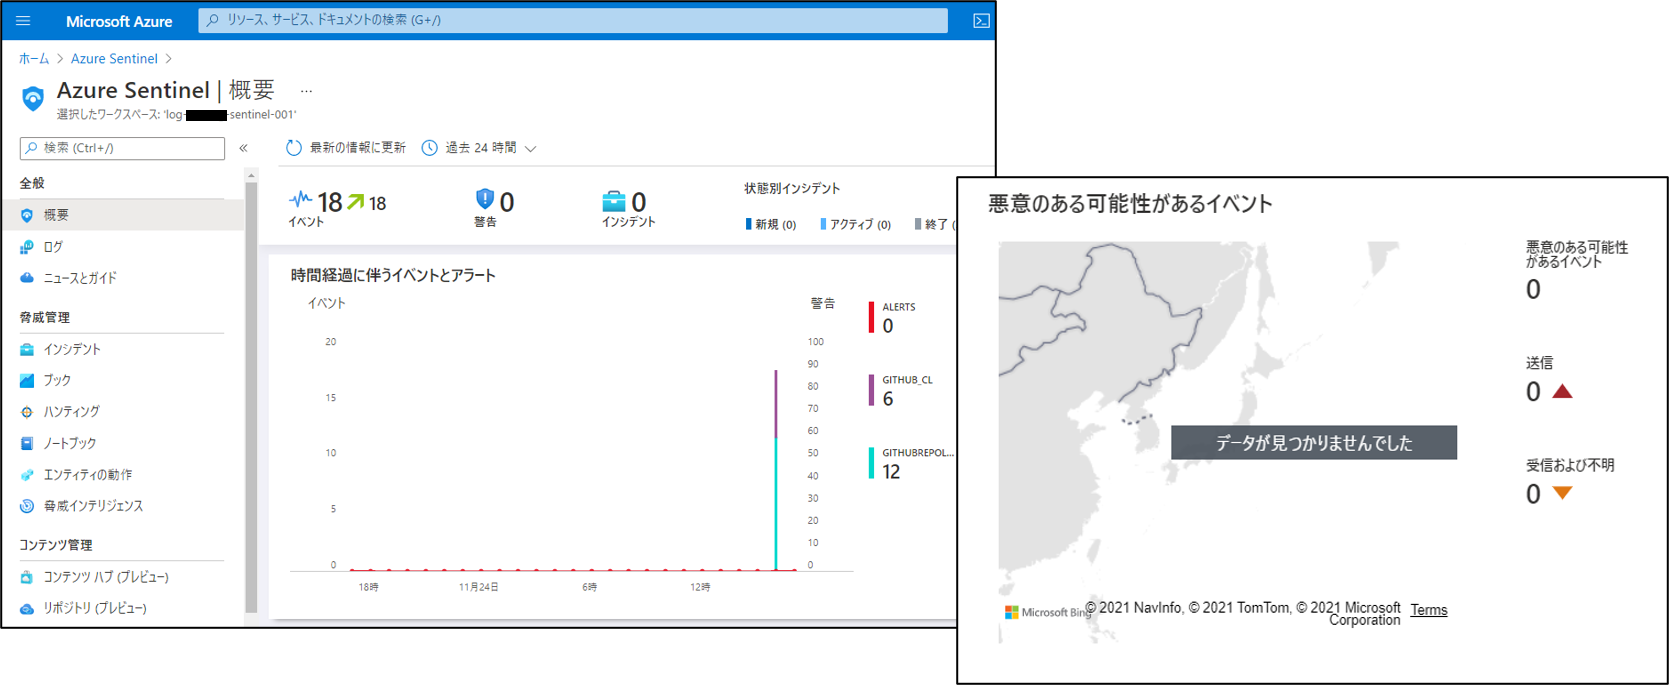 Microsoft Azure
リソース、サービス、ドキュメントの検索 (G+/)
ホーム > Azure Sentinel >
Azure Sentinel | 概要 ...
選択したワークスペース: 'log- -sentinel-001'
検索 (Ctrl+/)
«
最新の情報に更新
過去 24 時間
全般
概要
ログ
ニュースとガイド
脅威管理
インシデント
ブック
ハンティング
ノートブック
エンティティの動作
脅威インテリジェンス
コンテンツ管理
コンテンツ ハブ (プレビュー)
リポジトリ (プレビュー)
18 18
イベント
0
警告
0
インシデント
状態別インシデント
新規 (0)
アクティブ (0)
終了 (
時間経過に伴うイベントとアラート
イベント
警告
20
15
10
5
0
100
90
80
70
60
50
40
30
20
10
0
18時
11月24日
6時
12時
ALERTS
0
GITHUB_CL
6
GITHUBREPOL...
12
悪意のある可能性があるイベント
データが見つかりませんでした
Microsoft Bing
© 2021 NavInfo, © 2021 TomTom, © 2021 Microsoft
Corporation
Terms
悪意のある可能性
があるイベント
0
送信
0
受信および不明
0